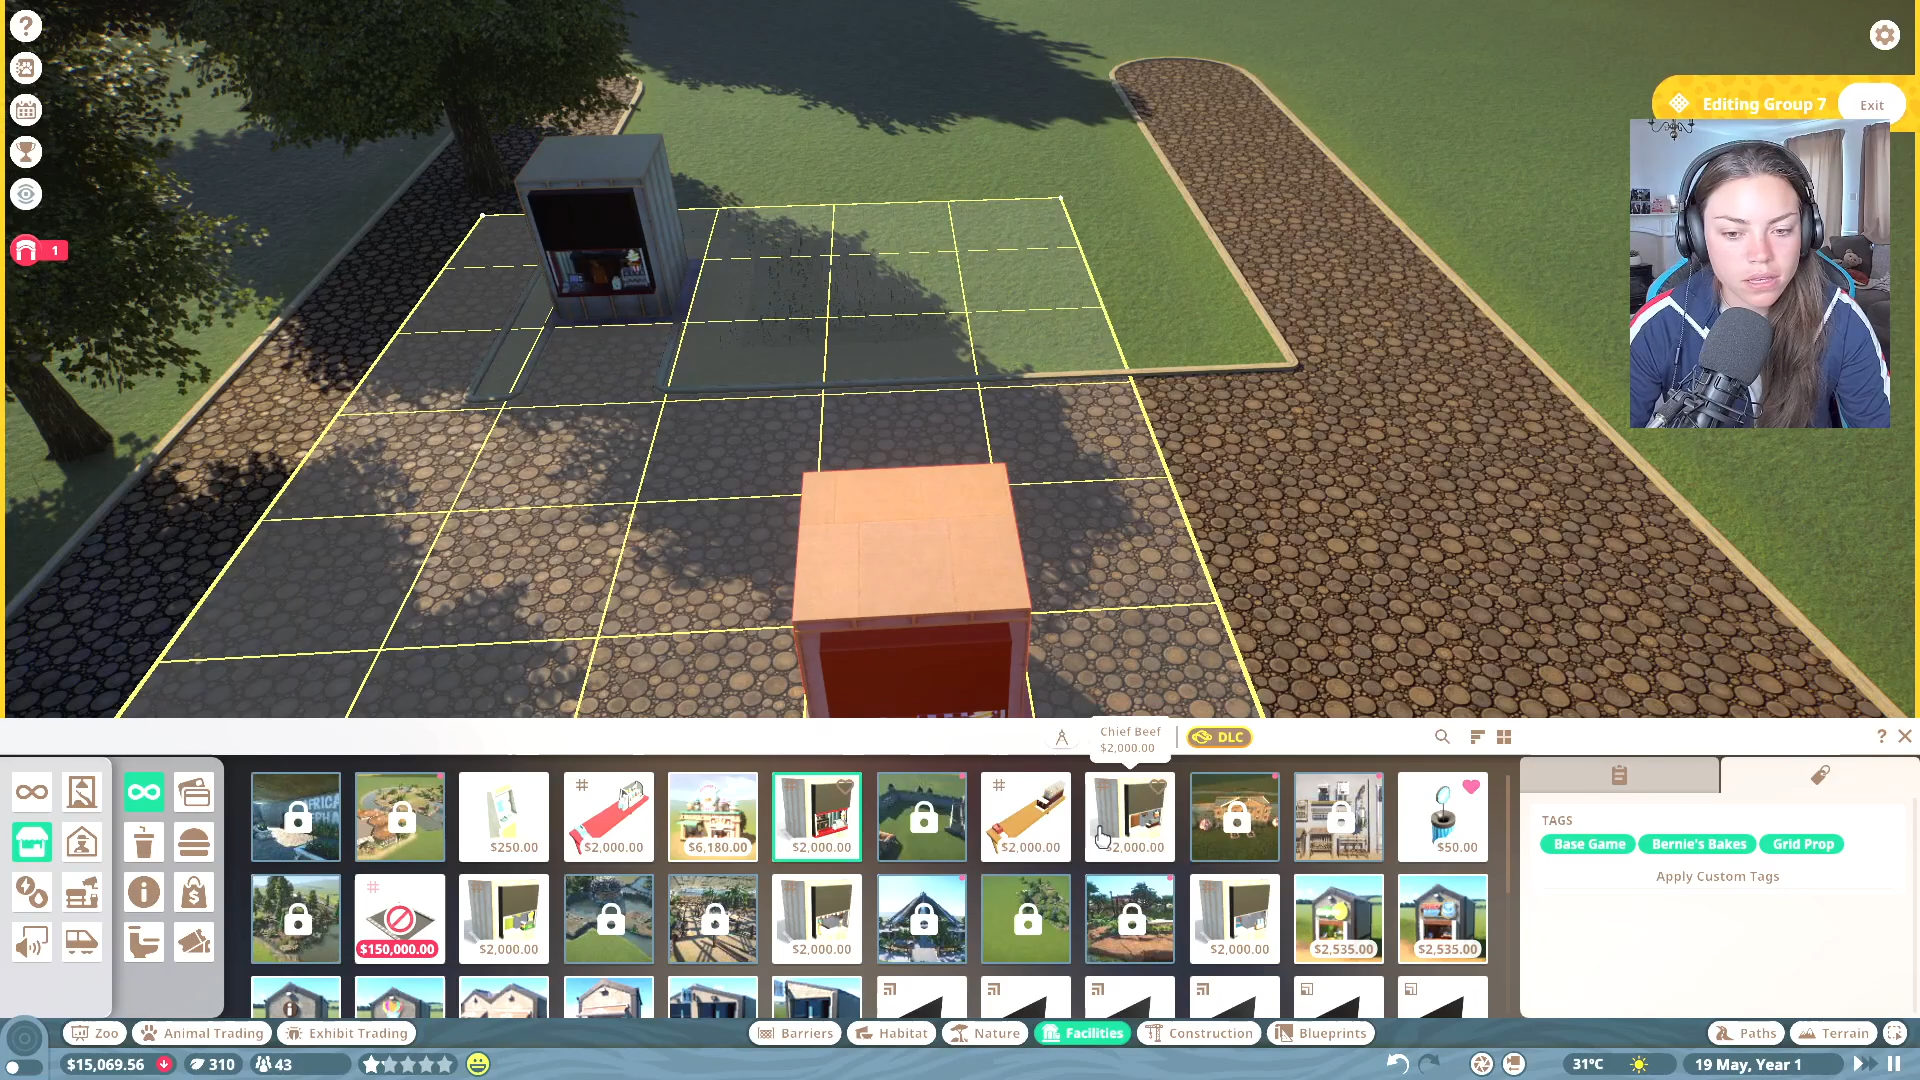 Editing Group 7
Exit
1
Chief Beef
$2,000.00
DLC
?
$250.00
$2,000.00
$6,180.00
$2,000.00
$2,000.00
$2,000.00
$50.00
$150,000.00
$2,000.00
$2,000.00
$2,000.00
$2,535.00
$2,535.00
TAGS
Base Game
Bernie's Bakes
Grid Prop
Apply Custom Tags
Zoo
Animal Trading
Exhibit Trading
Barriers
Habitat
Nature
Facilities
Construction
Blueprints
Paths
Terrain
$15,069.56
310
43
31°C
19 May, Year 1